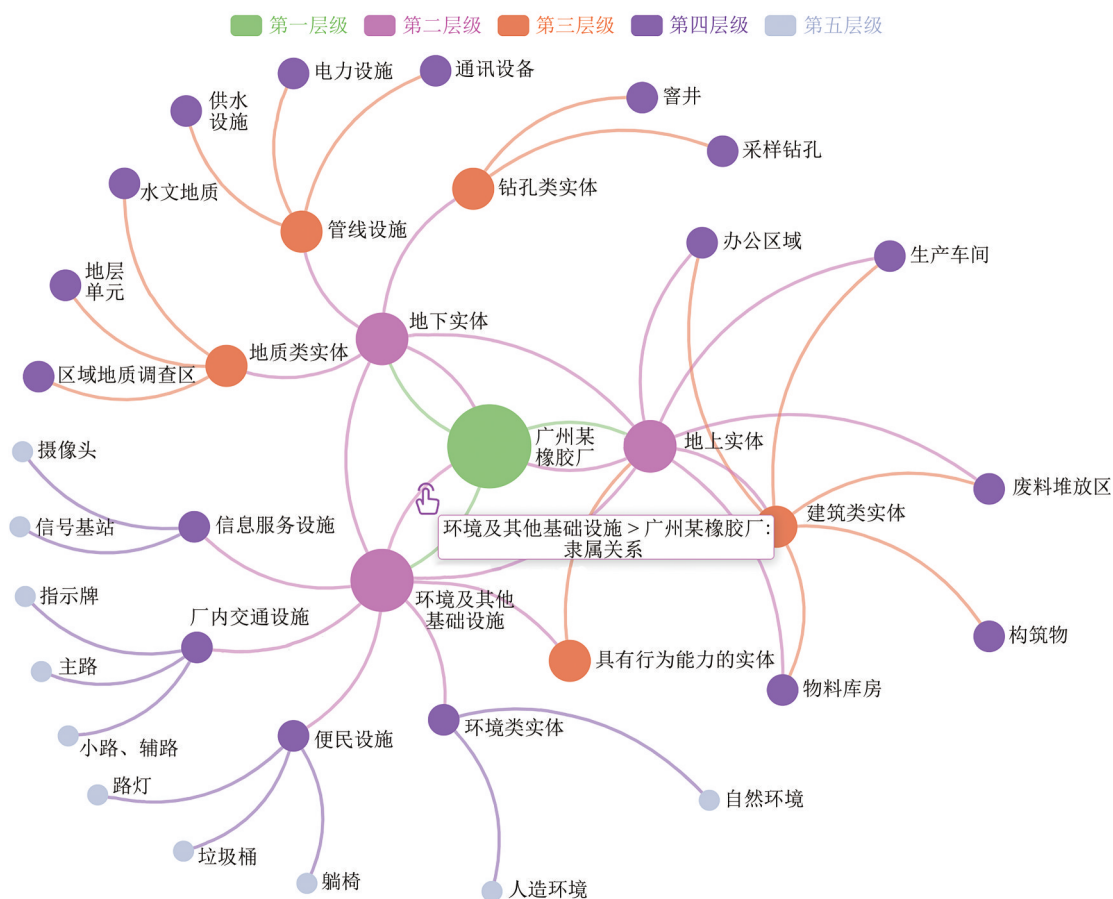 第一层级
第二层级
第三层级
第四层级
第五层级
电力设施
通讯设备
供水
设施
窨井
采样钻孔
水文地质
钻孔类实体
管线设施
办公区域
生产车间
地层
单元
地下实体
地质类实体
区域地质调查区
广州某
橡胶厂
地上实体
摄像头
废料堆放区
信号基站
信息服务设施
建筑类实体
环境及其他基础设施 > 广州某橡胶厂:
隶属关系
指示牌
厂内交通设施
环境及其他
基础设施
构筑物
主路
具有行为能力的实体
物料库房
小路、辅路
便民设施
环境类实体
路灯
自然环境
垃圾桶
躺椅
人造环境